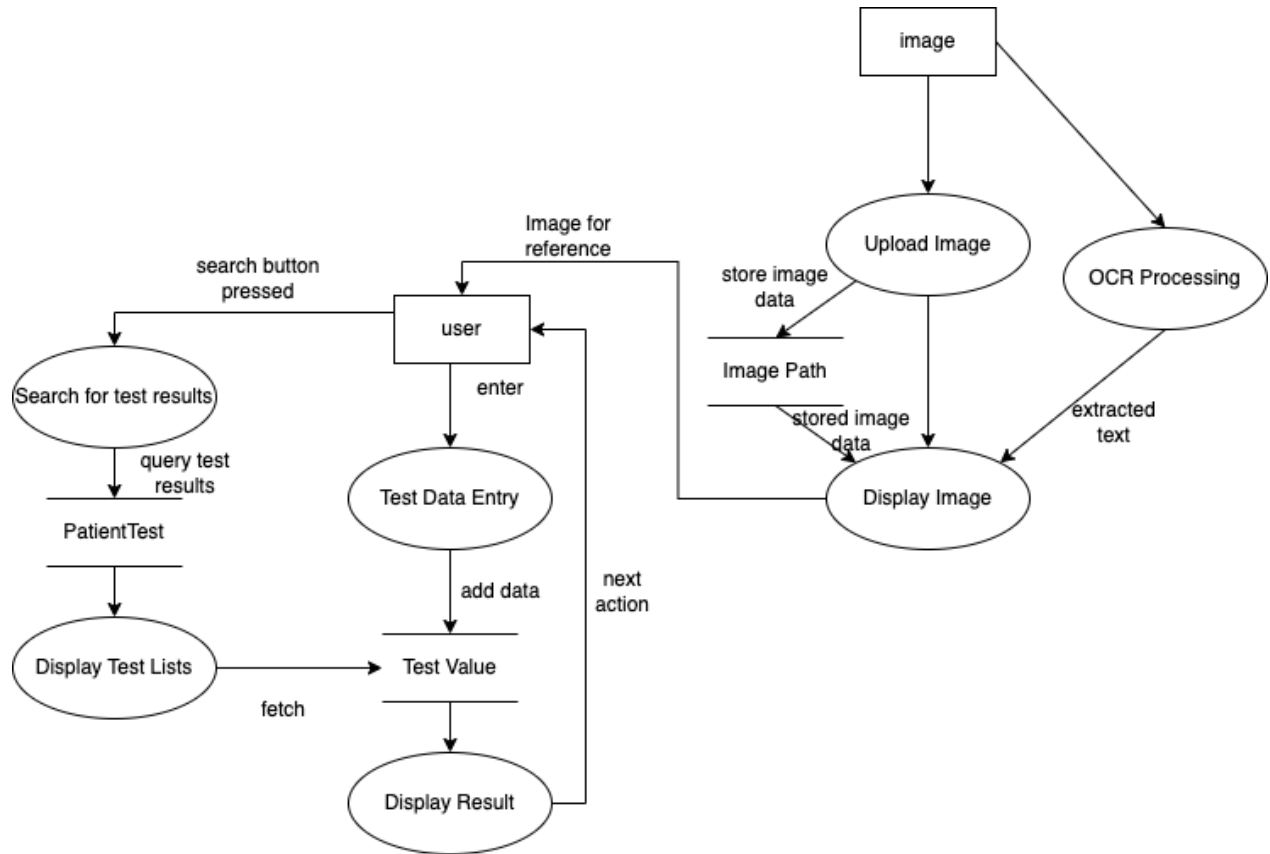 image
Image for
reference
Upload Image
OCR Processing
search button
pressed
store image
data
user
Image Path
Search for test results
enter
stored image
data
extracted
text
query test
results
Test Data Entry
Display Image
PatientTest
add data
next
action
Display Test Lists
Test Value
fetch
Display Result